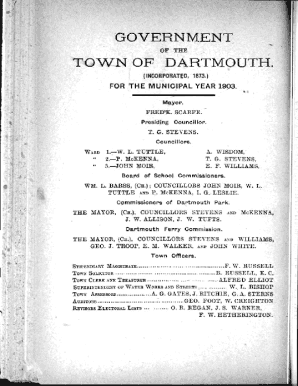 GOVERNMENT
OF THE
TOWN OF DARTMOUTH.
(INCORPORATED, 1873.)
FOR THE MUNICIPAL YEAR 1903.
Mayor.
FRED'K. SCARFE.
Presiding Councillor.
T. G. STEVENS.
Councillors.
WARD 1.—W. L. TUTTLE, A. WISDOM,
" 2.—P. McKENNA, T. G. STEVENS,
" 3.—JOHN MOIR, E. F. WILLIAMS,
Board of School Commissioners.
WM. L. BARSS, (CH.); COUNCILLORS JOHN MOIR, W. L.
TUTTLE AND P. McKENNA, I. G. LESLIE.
Commissioners of Dartmouth Park.
THE MAYOR, (CH.), COUNCILLORS STEVENS AND McKENNA,
J. W. ALLISON, J. W. TUFTS.
Dartmouth Ferry Commission.
THE MAYOR, (CH.), COUNCILLORS STEVENS AND WILLIAMS,
GEO. J. TROOP, E. M. WALKER, AND JOHN WHITE.
Town Officers.
STIPENDIARY MAGISTRATE F. W. RUSSELL
TOWN SOLICITOR B. RUSSELL, K. C.
TOWN CLERK AND TREASURER ALFRED ELLIOT
SUPERINTENDENT OF WATER WORKS AND STREETS W. L. BISHOP
TOWN ASSESSORS A. G. GATES, J. RITCHIE, G. A. STERNS
AUDITORS GEO. FOOT, W. CREIGHTON
REVISERS ELECTORAL LISTS O. R. REGAN, J. S. WARNER,
F. W. HETHERINGTON.